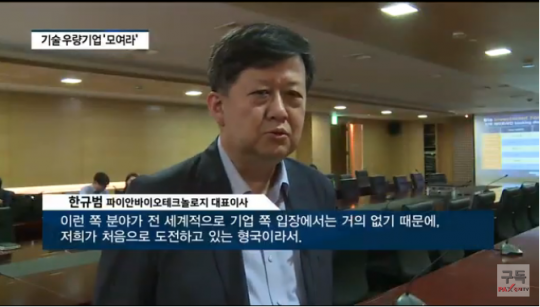 기술우량기업 '모여라'
한규범 파이안바이오테크놀로지 대표이사
이런 쪽 분야가 전 세계적으로 기업 쪽 입장에서는 거의 없기 때문에,
저희가 처음으로 도전하고 있는 형국이라서.
구독